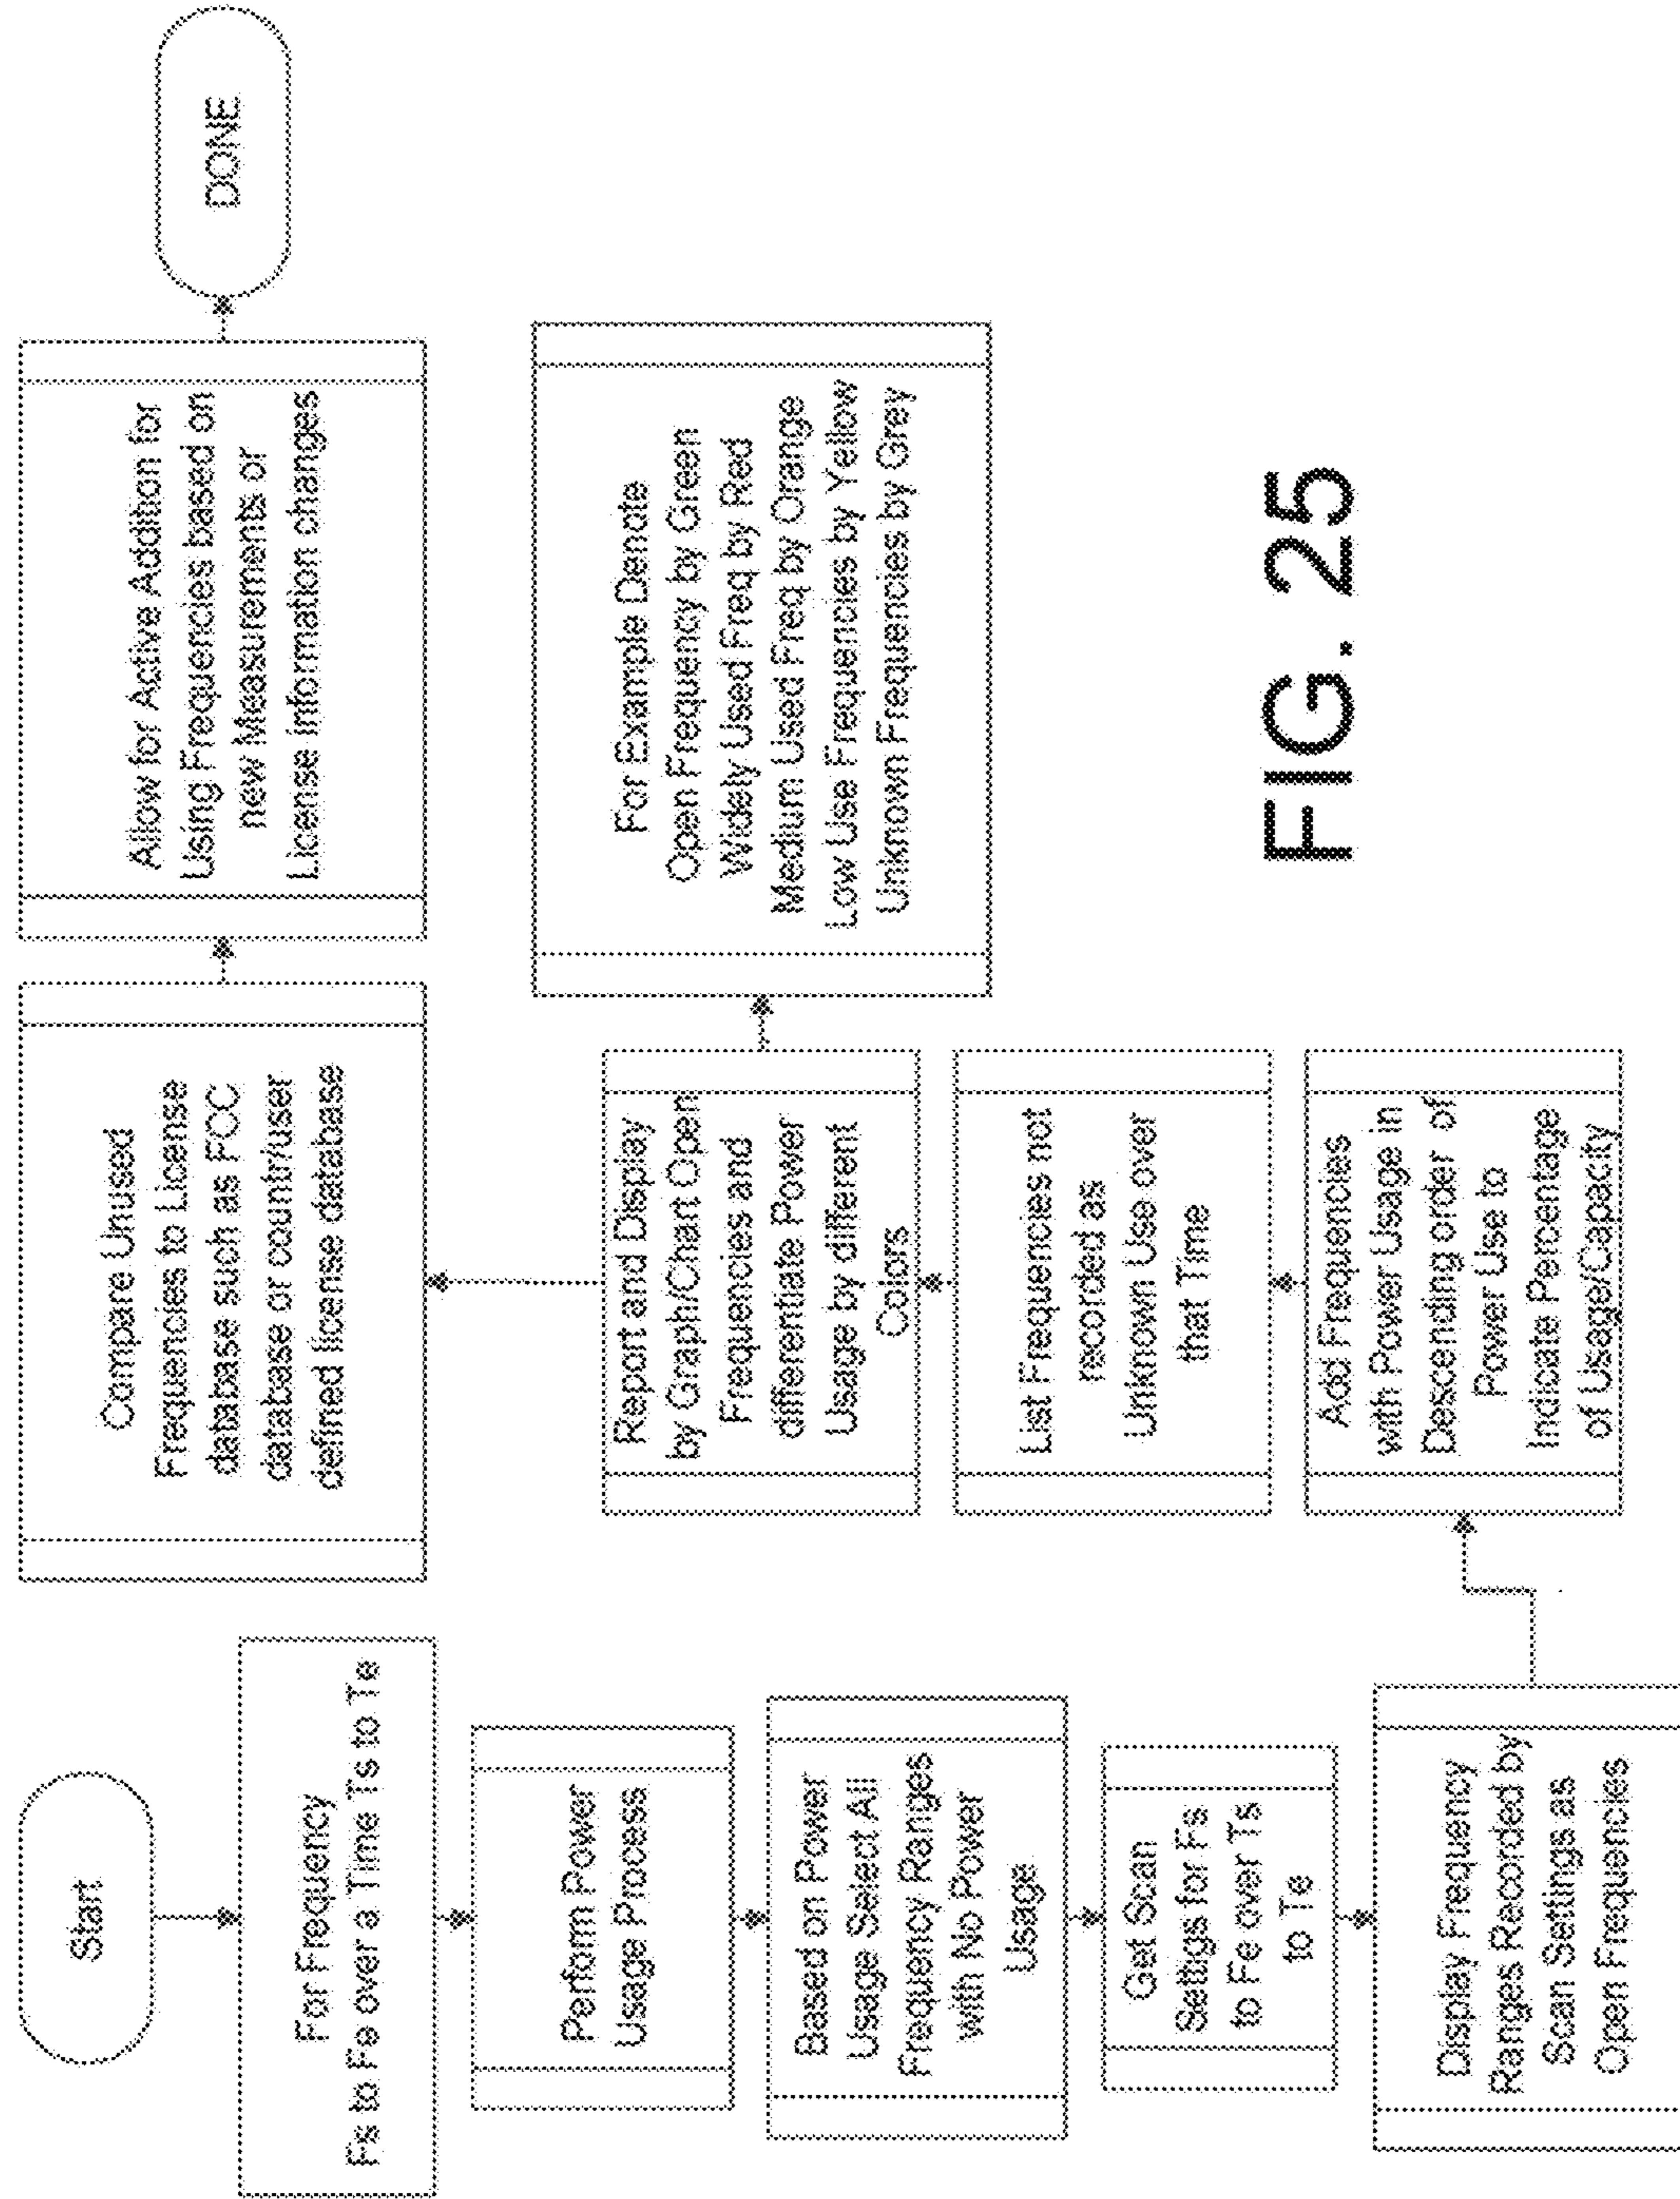 Start
For Frequency
Fs to Fe over a Time Ts to Te
Perform Power
Usage Process
Based on Power
Usage Select All
Frequency Ranges
with No Power
Usage
Get Scan
Settigs for Fs
to Fe over Ts
to Te
Display Frequency
Ranges Recorded by
Scan Settings as
Open Frequencies
Add Frequencies
with Power Usage in
Descending order of
Power Use to
Indicate Percentage
of Usage/Capacity
List Frequencies not
recorded as
Unknown Use over
that Time
Report and Display
by Graph/Chart Open
Frequencies and
differentiate Power
Usage by different
Colors
For Example Denote
Open Frequency by Green
Widely Used Freq by Red
Medium Used Freq by Orange
Low Use Frequencies by Yellow
Unknown Frequencies by Grey
Compare Unused
Frequencies to License
database such as FCC
database or country/user
defined license database
Allow for Active Addition for
Using Frequencies based on
new Measurements or
License information changes
DONE
FIG. 25